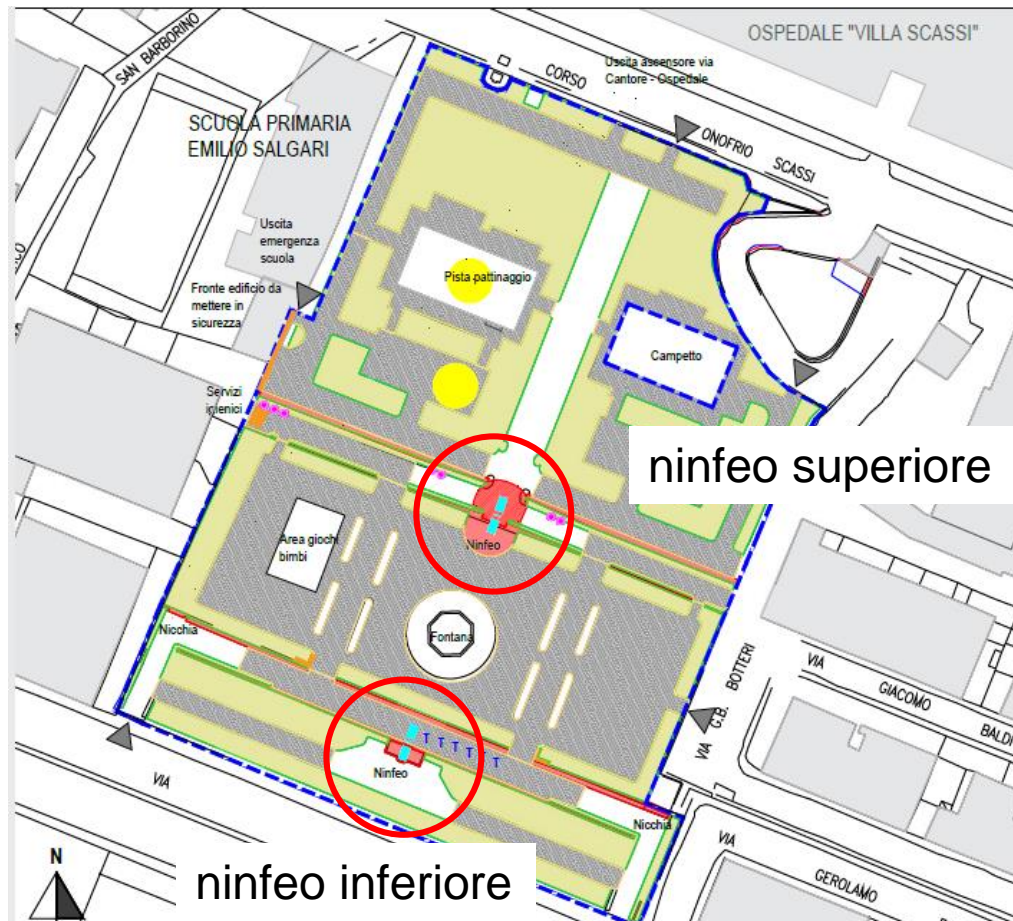 OSPEDALE "VILLA SCASSI"
SAN BARBORINO
Uscita ascensore via
Cantore - Ospedale
CORSO
ONOFRIO
SCASSI
SCUOLA PRIMARIA
EMILIO SALGARI
Uscita
emergenza
scuola
Pista pattinaggio
Fronte edificio da
mettere in
sicurezza
Campetto
Servizi
igienici
ninfeo superiore
Ninfeo
Area giochi
bimbi
Fontana
Nicchia
VIA
GIACOMO
BALDI
VIA G.B. BOTTERI
T T T T T T
Ninfeo
VIA
Nicchia
VIA
GEROLAMO
N
ninfeo inferiore